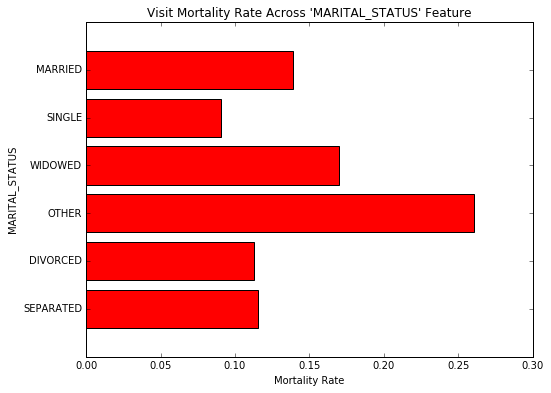 Visit Mortality Rate Across 'MARITAL_STATUS' Feature
MARITAL_STATUS
MARRIED
SINGLE
WIDOWED
OTHER
DIVORCED
SEPARATED
0.00 0.05 0.10 0.15 0.20 0.25 0.30
Mortality Rate